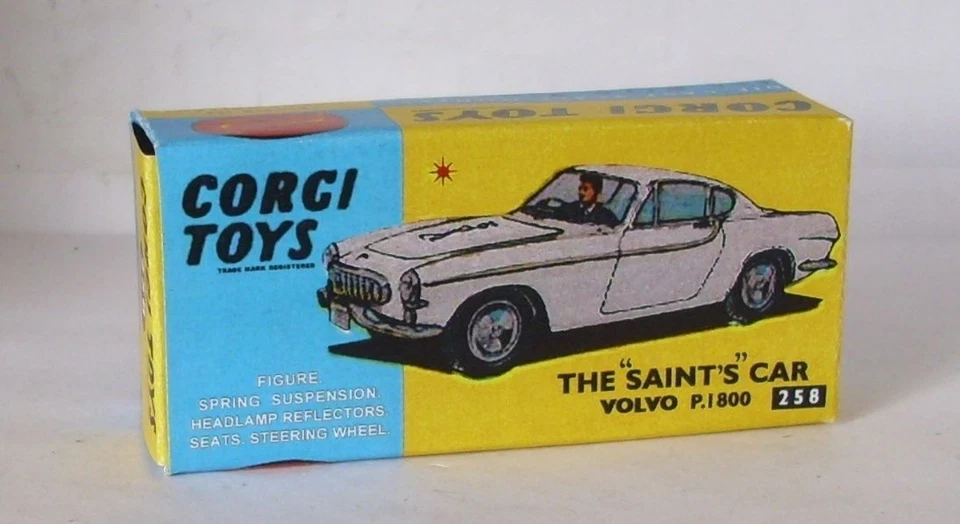 CORGI TOYS
CORGI
TOYS
TRADE MARK REGISTERED
FIGURE.
SPRING SUSPENSION.
HEADLAMP REFLECTORS.
SEATS. STEERING WHEEL.
THE "SAINT'S" CAR
VOLVO P.1800 258